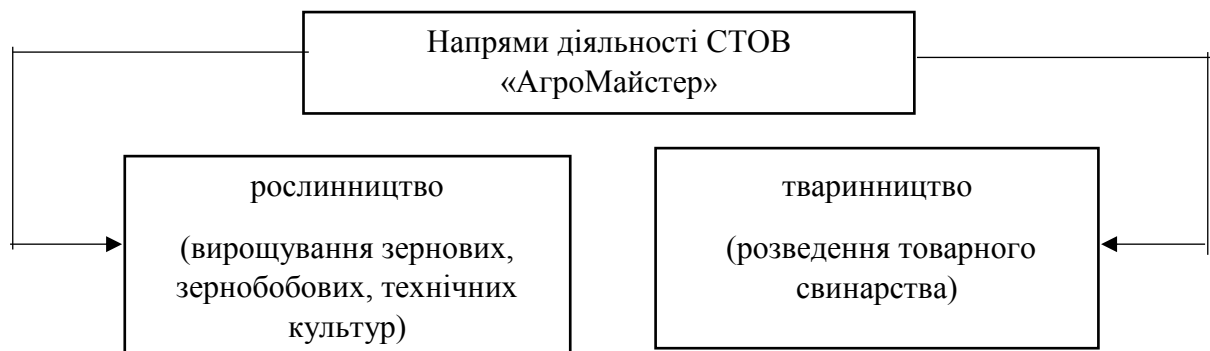 Напрями діяльності СТОВ
«АгроМайстер»
рослинництво
(вирощування зернових,
зернобобових, технічних
культур)
тваринництво
(розведення товарного
свинарства)